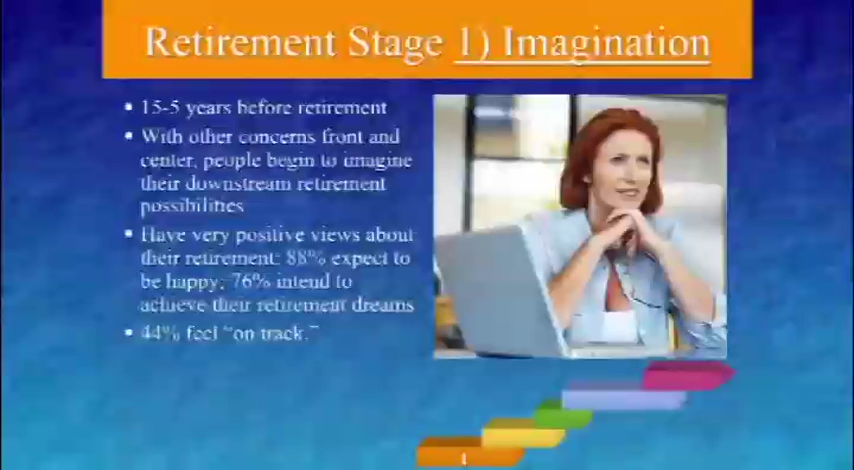 Retirement Stage 1) Imagination
▪ 15-5 years before retirement
▪ With other concerns front and
center, people begin to imagine
their downstream retirement
possibilities
▪ Have very positive views about
their retirement: 88% expect to
be happy; 76% intend to
achieve their retirement dreams
▪ 44% feel “on track.”
1